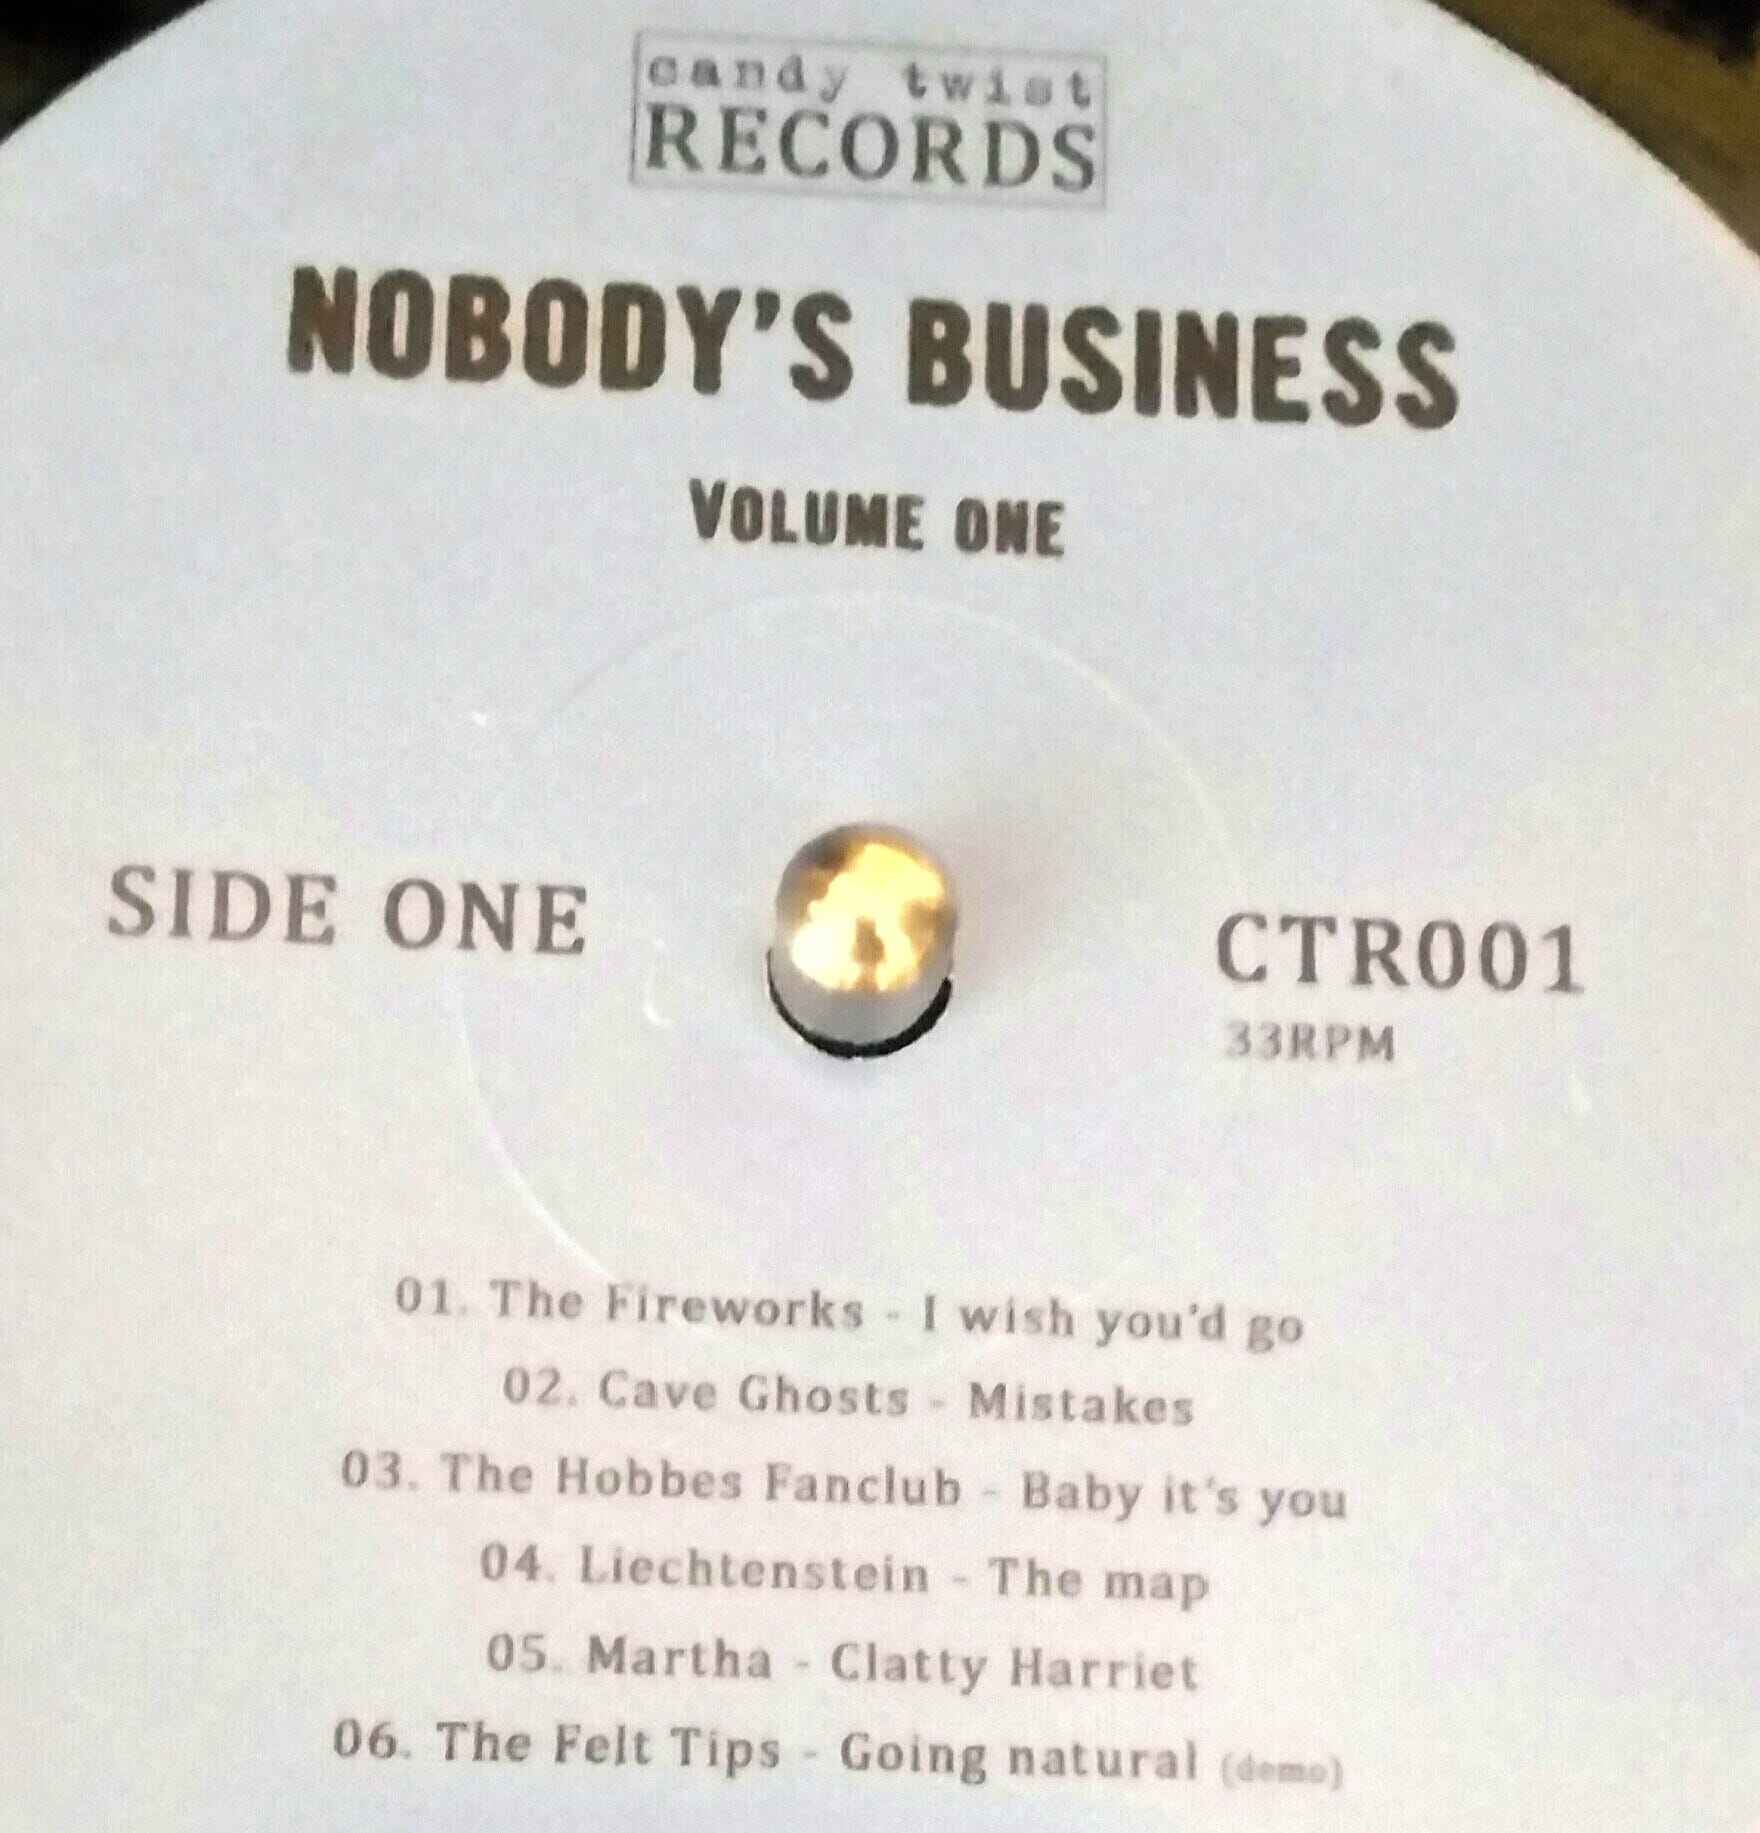 candy twist
RECORDS
NOBODY'S BUSINESS
VOLUME ONE
SIDE ONE
CTR001
33RPM
01. The Fireworks - I wish you'd go
02. Cave Ghosts - Mistakes
03. The Hobbes Fanclub - Baby it's you
04. Liechtenstein - The map
05. Martha - Clatty Harriet
06. The Felt Tips - Going natural (demo)